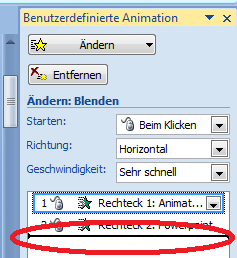 Benutzerdefinierte Animation
Ändern
Entfernen
Ändern: Blenden
Starten: Beim Klicken
Richtung: Horizontal
Geschwindigkeit: Sehr schnell
1 Rechteck 1: Animat...
2 Rechteck 2: Powerpoint